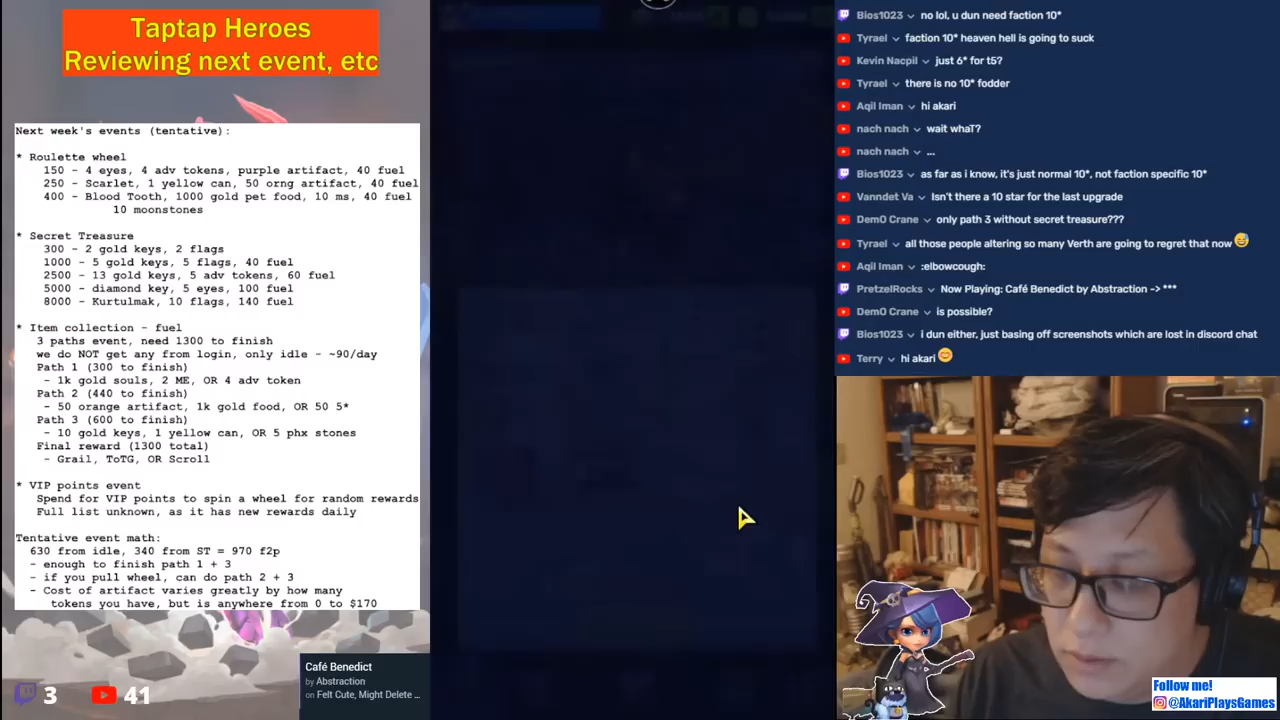 Taptap Heroes
Reviewing next event, etc
Next week's events (tentative):
* Roulette wheel
150 - 4 eyes, 4 adv tokens, purple artifact, 40 fuel
250 - Scarlet, 1 yellow can, 50 orng artifact, 40 fuel
400 - Blood Tooth, 1000 gold pet food, 10 ms, 40 fuel
10 moonstones
* Secret Treasure
300 - 2 gold keys, 2 flags
1000 - 5 gold keys, 5 flags, 40 fuel
2500 - 13 gold keys, 5 adv tokens, 60 fuel
5000 - diamond key, 5 eyes, 100 fuel
8000 - Kurtulmak, 10 flags, 140 fuel
* Item collection - fuel
3 paths event, need 1300 to finish
we do NOT get any from login, only idle - ~90/day
Path 1 (300 to finish)
- 1k gold souls, 2 ME, OR 4 adv token
Path 2 (440 to finish)
- 50 orange artifact, 1k gold food, OR 50 5*
Path 3 (600 to finish)
- 10 gold keys, 1 yellow can, OR 5 phx stones
Final reward (1300 total)
- Grail, ToTG, OR Scroll
* VIP points event
Spend for VIP points to spin a wheel for random rewards
Full list unknown, as it has new rewards daily
Tentative event math:
630 from idle, 340 from ST = 970 f2p
- enough to finish path 1 + 3
- if you pull wheel, can do path 2 + 3
- Cost of artifact varies greatly by how many
tokens you have, but is anywhere from 0 to $170
Café Benedict
by Abstraction
on Felt Cute, Might Delete ...
3
41
Bios1023 no lol, u dun need faction 10*
Tyrael faction 10* heaven hell is going to suck
Kevin Nacpil just 6* for t5?
Tyrael there is no 10* fodder
Aqil Iman hi akari
nach nach wait whaT?
nach nach ...
Bios1023 as far as i know, it's just normal 10*, not faction specific 10*
Vanndet Va Isn't there a 10 star for the last upgrade
DemO Crane only path 3 without secret treasure???
Tyrael all those people altering so many Verth are going to regret that now 😅
Aqil Iman :elbowcough:
PretzelRocks Now Playing: Café Benedict by Abstraction -> ***
DemO Crane is possible?
Bios1023 i dun either, just basing off screenshots which are lost in discord chat
Terry hi akari 😊
Follow me!
@AkariPlaysGames